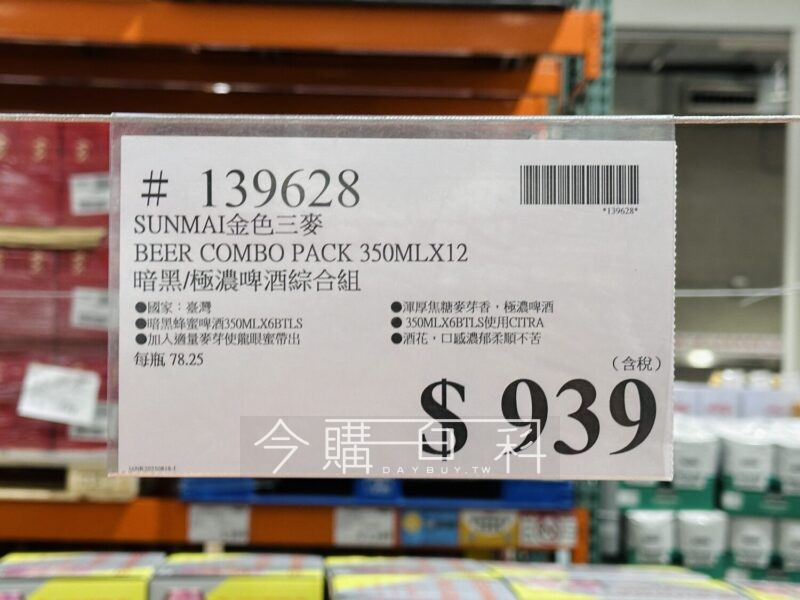 # 139628
*139628*
SUNMAI金色三麥
BEER COMBO PACK 350MLX12
暗黑/極濃啤酒綜合組
●國家：臺灣
●暗黑蜂蜜啤酒350MLX6BTLS
●加入適量麥芽使龍眼蜜帶出
●渾厚焦糖麥芽香，極濃啤酒
●350MLX6BTLS使用CITRA
●酒花，口感濃郁柔順不苦
每瓶 78.25
(含稅)
$ 939
今購百科
DAYBUY.TW